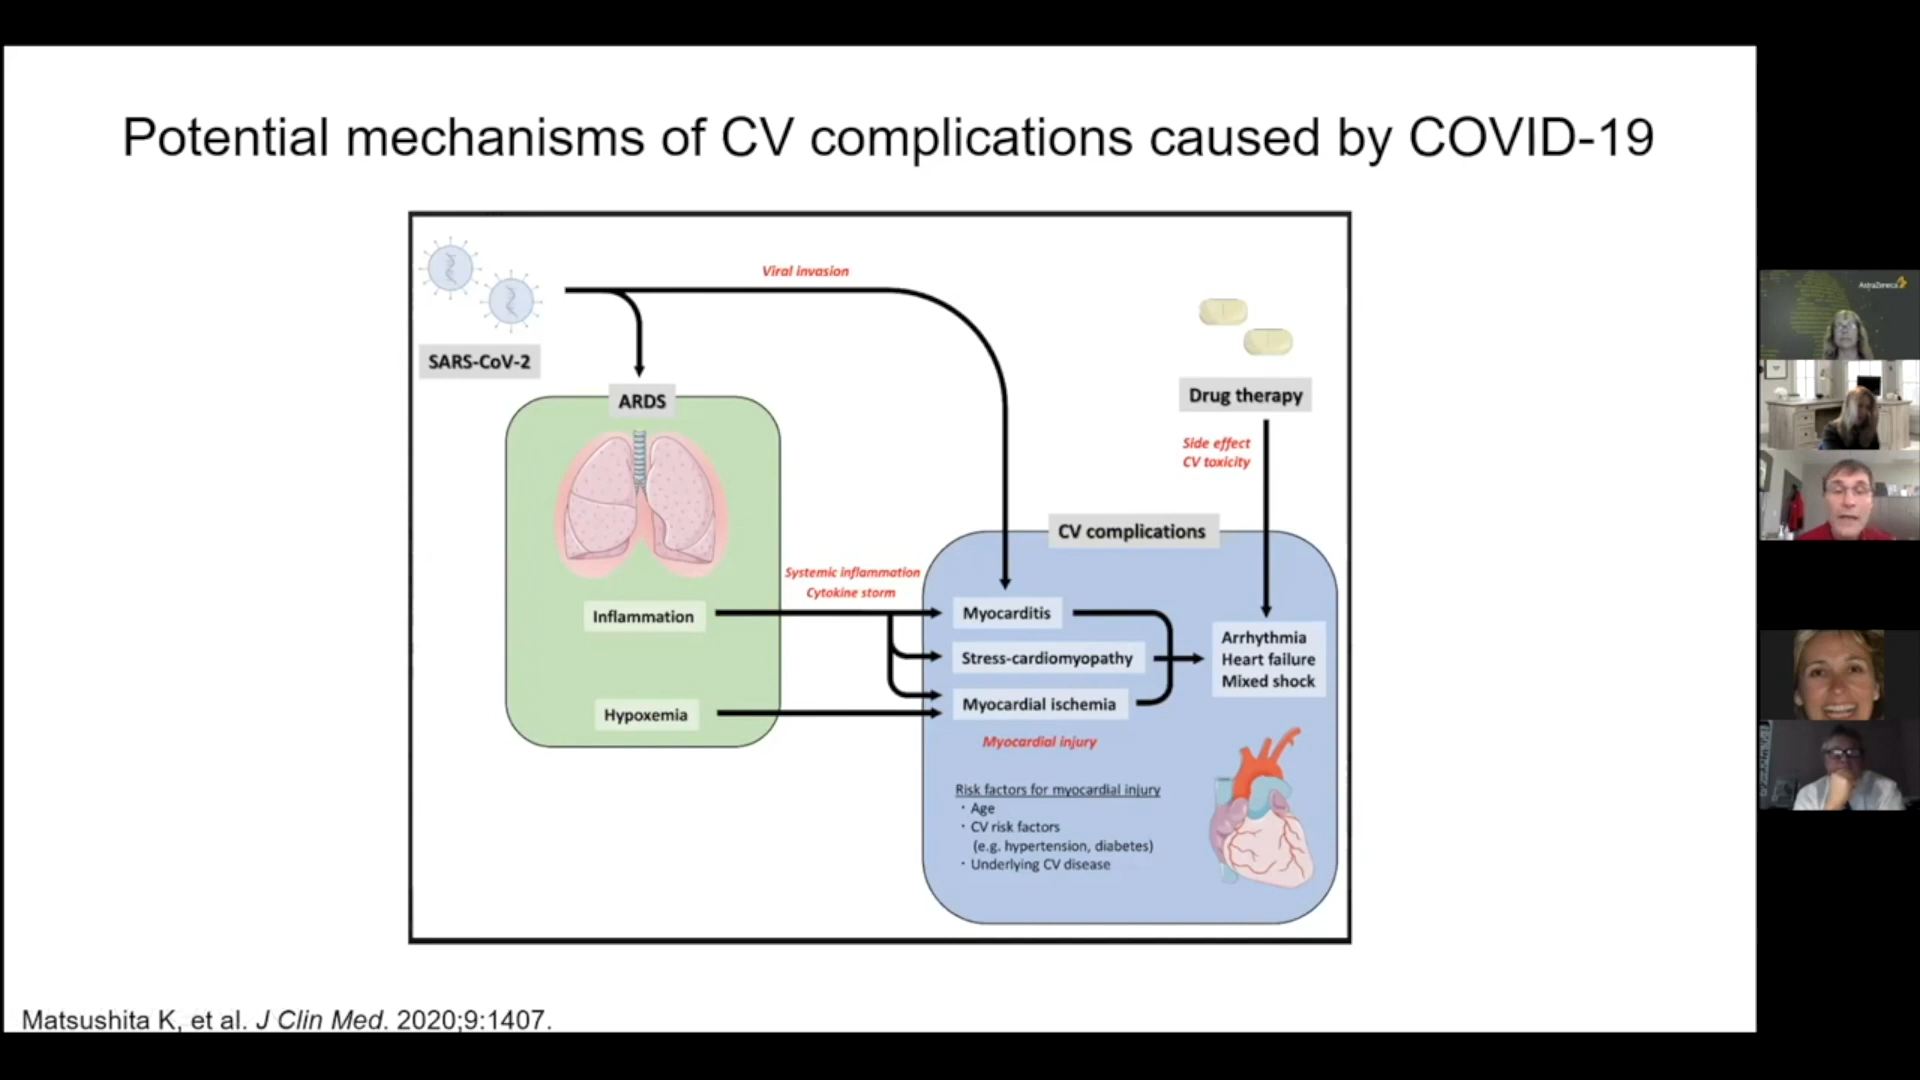 Potential mechanisms of CV complications caused by COVID-19
Viral invasion
SARS-CoV-2
ARDS
Drug therapy
Side effect
CV toxicity
CV complications
Systemic inflammation
Cytokine storm
Inflammation
Myocarditis
Stress-cardiomyopathy
Arrhythmia
Heart failure
Mixed shock
Hypoxemia
Myocardial ischemia
Myocardial injury
Risk factors for myocardial injury
· Age
· CV risk factors
(e.g. hypertension, diabetes)
· Underlying CV disease
Matsushita K, et al. J Clin Med. 2020;9:1407.
AstraZeneca